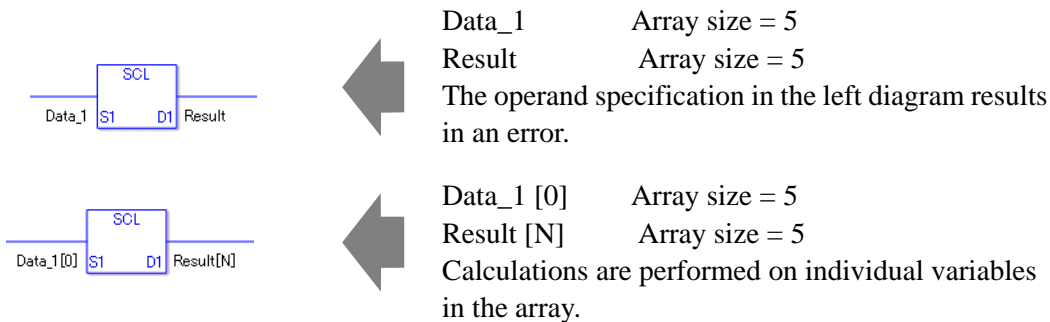 Data_1 Array size = 5
Result Array size = 5
The operand specification in the left diagram results
in an error.
SCL
Data_1 S1 D1 Result
Data_1 [0] Array size = 5
Result [N] Array size = 5
Calculations are performed on individual variables
in the array.
SCL
Data_1[0] S1 D1 Result[N]